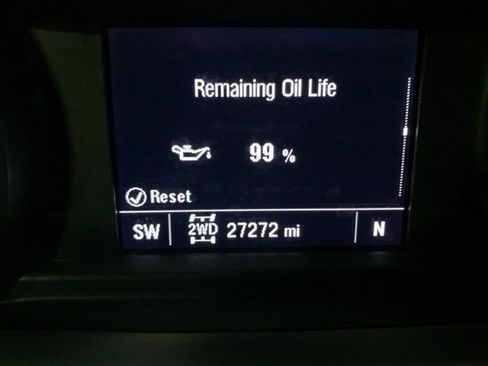 Remaining Oil Life
99 %
Reset
SW 2WD 27272 mi N